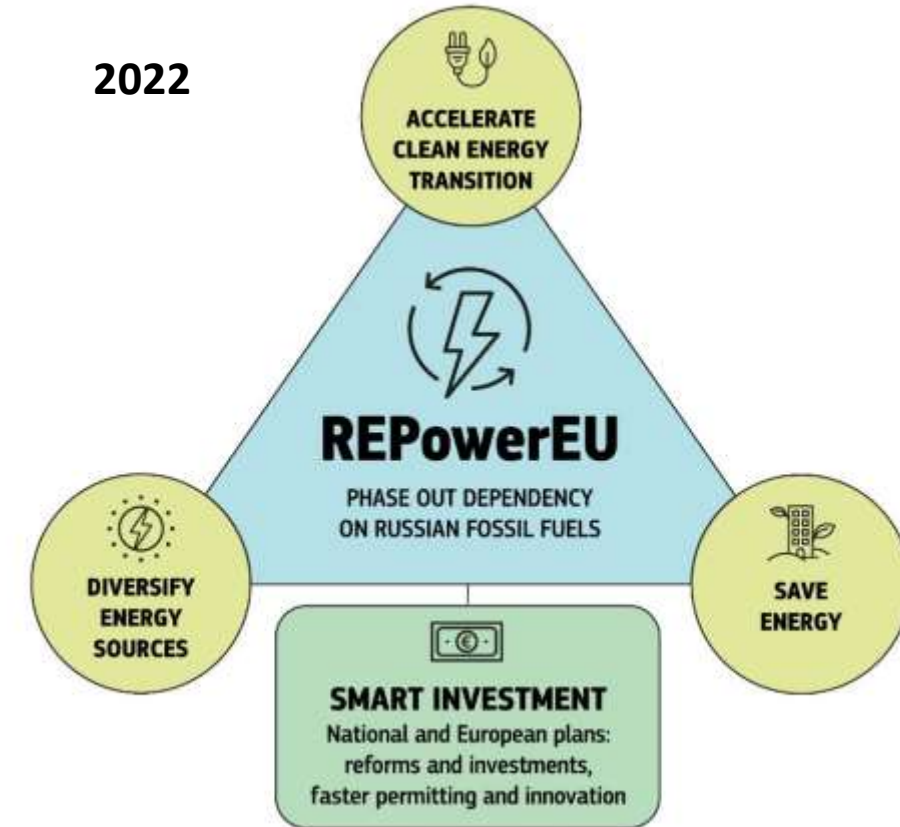 2022
ACCELERATE
CLEAN ENERGY
TRANSITION
REPowerEU
PHASE OUT DEPENDENCY
ON RUSSIAN FOSSIL FUELS
DIVERSIFY
ENERGY
SOURCES
SAVE
ENERGY
€
SMART INVESTMENT
National and European plans:
reforms and investments,
faster permitting and innovation